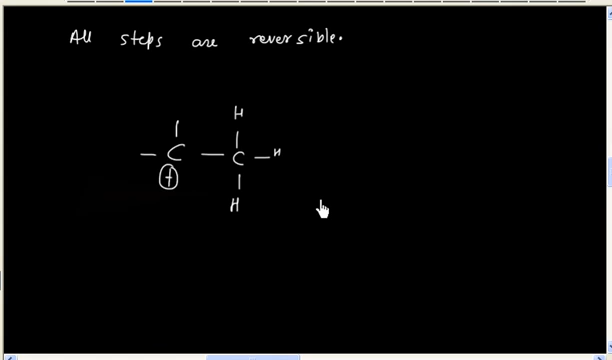 All steps are reversible.
H
— C — C — H
+
H